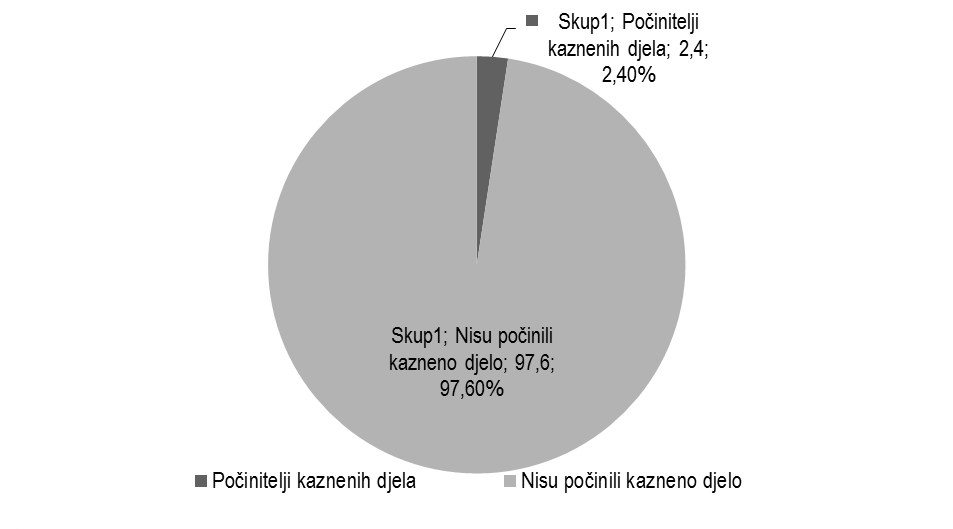 Skup1; Počinitelji
kaznenih djela; 2,4;
2,40%
Skup1; Nisu počinili
kazneno djelo; 97,6;
97,60%
Počinitelji kaznenih djela
Nisu počinili kazneno djelo